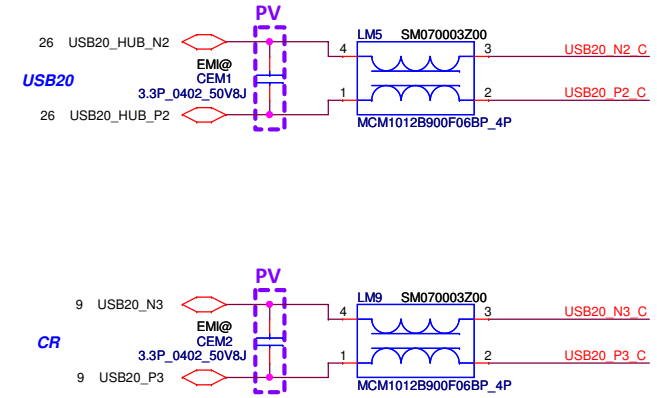 PV
26 USB20_HUB_N2
4
LM5 SM070003Z00
3
USB20_N2_C
EMI@
USB20
CEM1
3.3P_0402_50V8J
1
2
USB20_P2_C
26 USB20_HUB_P2
MCM1012B900F06BP_4P
PV
9 USB20_N3
4
LM9 SM070003Z00
3
USB20_N3_C
EMI@
CR
CEM2
3.3P_0402_50V8J
1
2
USB20_P3_C
9 USB20_P3
MCM1012B900F06BP_4P